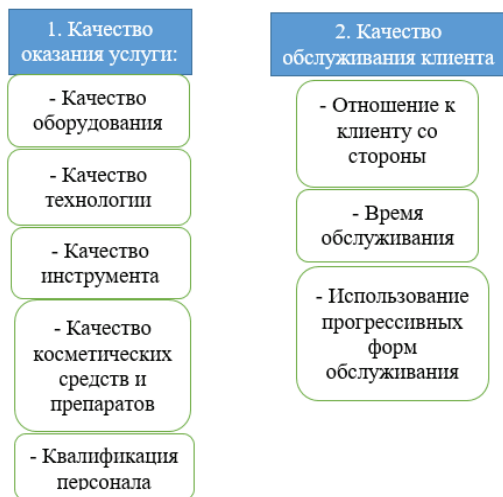 1. Качество
оказания услуги:
- Качество
оборудования
- Качество
технологии
- Качество
инструмента
- Качество
косметических
средств и
препаратов
- Квалификация
персонала
2. Качество
обслуживания клиента
- Отношение к
клиенту со
стороны
- Время
обслуживания
- Использование
прогрессивных
форм
обслуживания